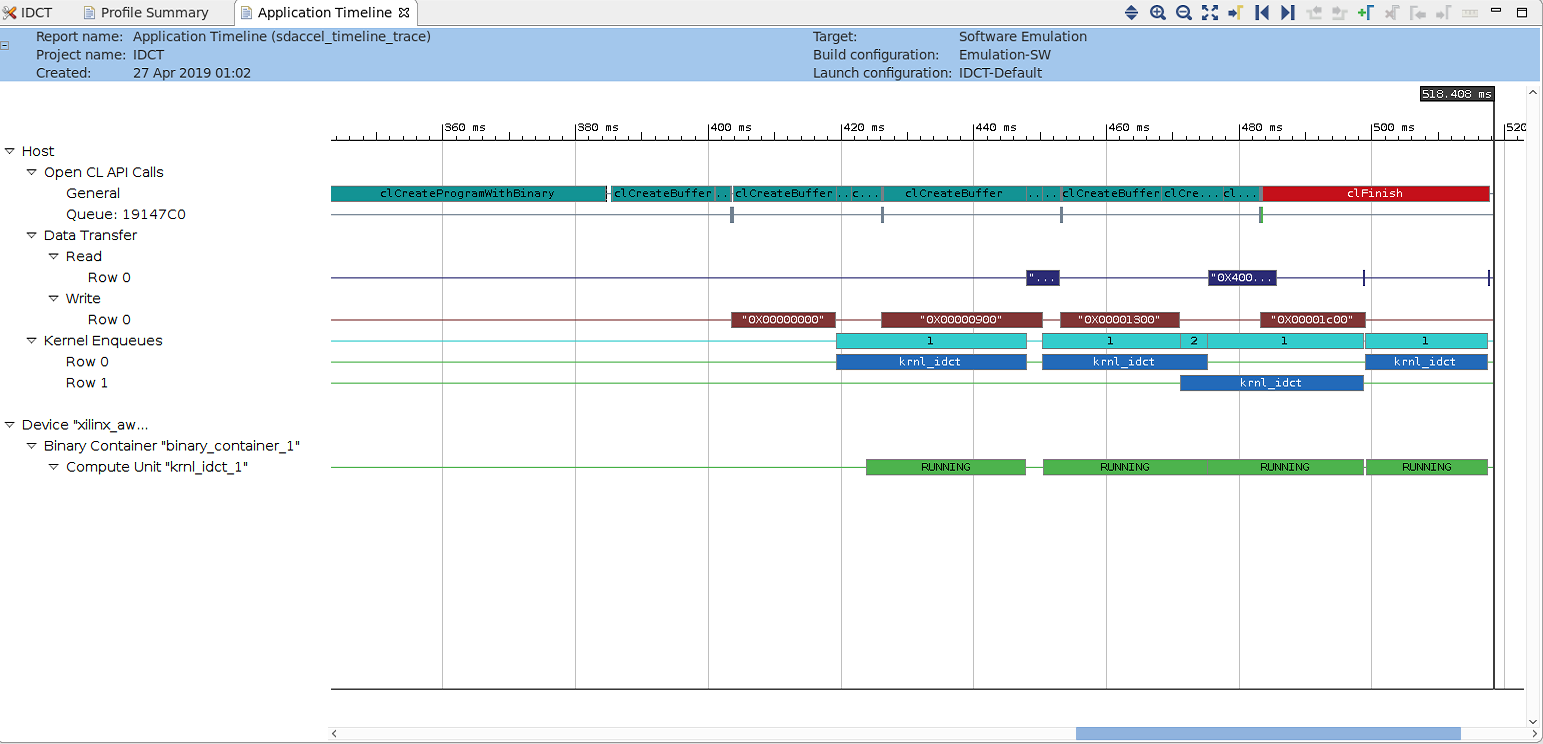 IDCT Profile Summary Application Timeline
Report name: Application Timeline (sdaccel_timeline_trace) Target: Software Emulation
Project name: IDCT Build configuration: Emulation-SW
Created: 27 Apr 2019 01:02 Launch configuration: IDCT-Default
518.408 ms
360 ms 380 ms 400 ms 420 ms 440 ms 460 ms 480 ms 500 ms 520
Host
Open CL API Calls
General clCreateProgramWithBinary clCreateBuffer .. clCreateBuffer .. c... clCreateBuffer .. .. clCreateBuffer clCre... cl... clFinish
Queue: 19147C0
Data Transfer
Read
Row 0 "... "0X400...
Write
Row 0 "0X00000000" "0X00000900" "0X00001300" "0X00001c00"
Kernel Enqueues 1 1 2 1 1
Row 0 krnl_idct krnl_idct krnl_idct
Row 1 krnl_idct
Device "xilinx_aw...
Binary Container "binary_container_1"
Compute Unit "krnl_idct_1" RUNNING RUNNING RUNNING RUNNING